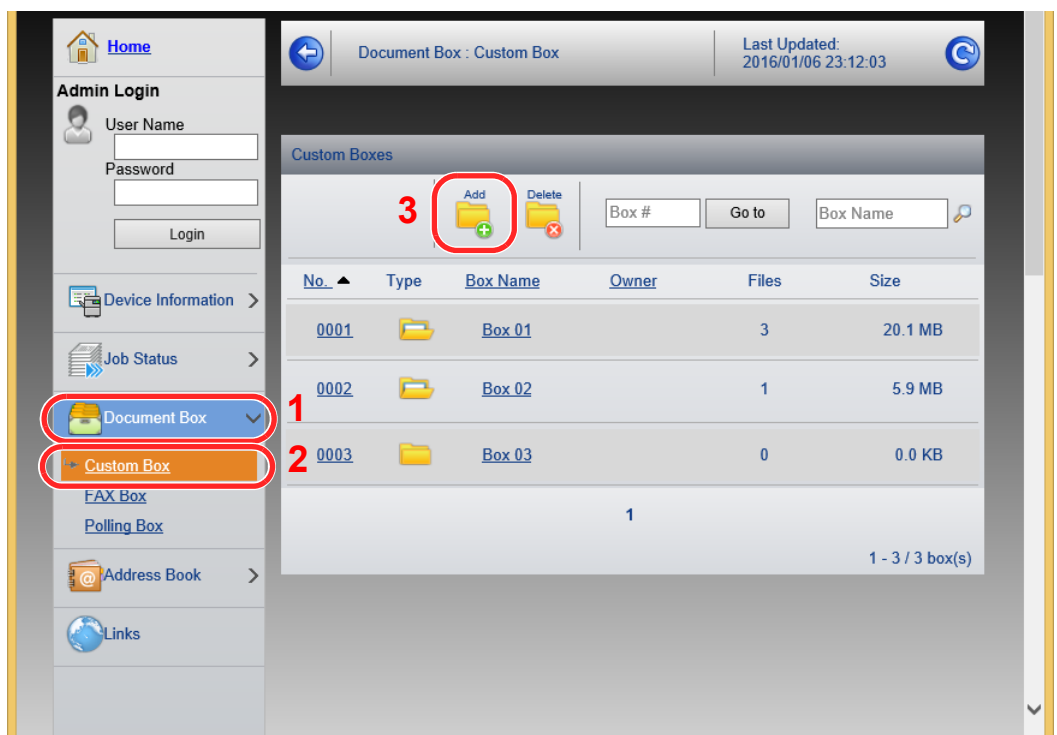 Home
Document Box : Custom Box
Last Updated:
2016/01/06 23:12:03
Admin Login
User Name
Password
Login
Device Information
Job Status
1
Document Box
2
Custom Box
FAX Box
Polling Box
Address Book
@
Links
Custom Boxes
3
Add
Delete
Box #
Go to
Box Name
No. Type Box Name Owner Files Size
0001 Box 01 3 20.1 MB
0002 Box 02 1 5.9 MB
0003 Box 03 0 0.0 KB
1
1 - 3 / 3 box(s)